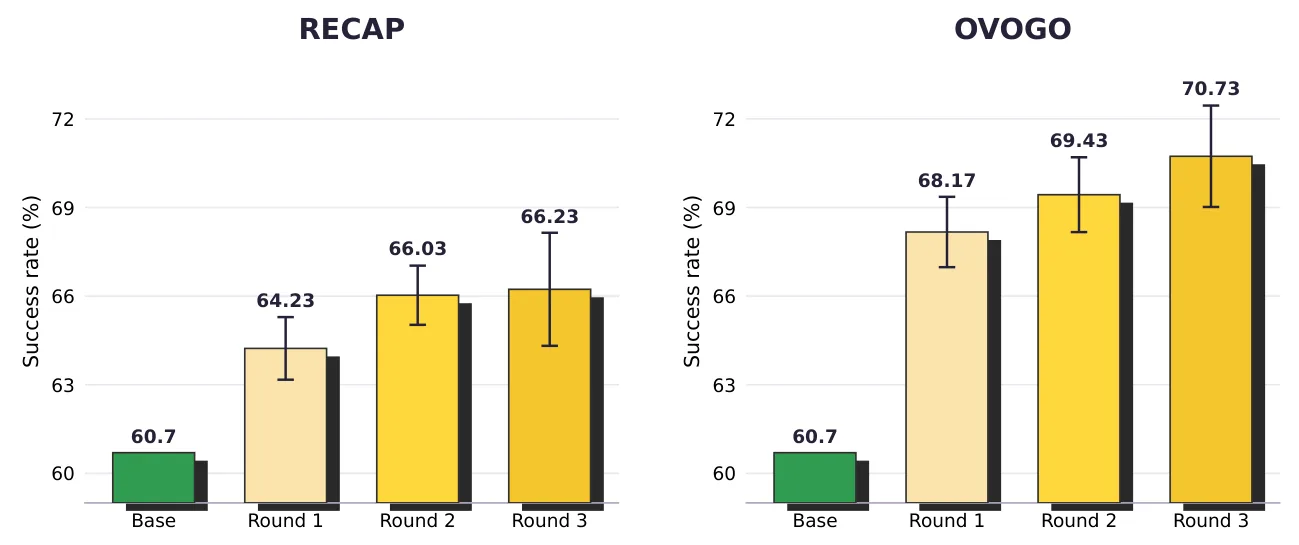 RECAP
72
69
66
63
60
Success rate (%)
60.7
64.23
66.03
66.23
Base
Round 1
Round 2
Round 3
OVOGO
72
69
66
63
60
Success rate (%)
60.7
68.17
69.43
70.73
Base
Round 1
Round 2
Round 3